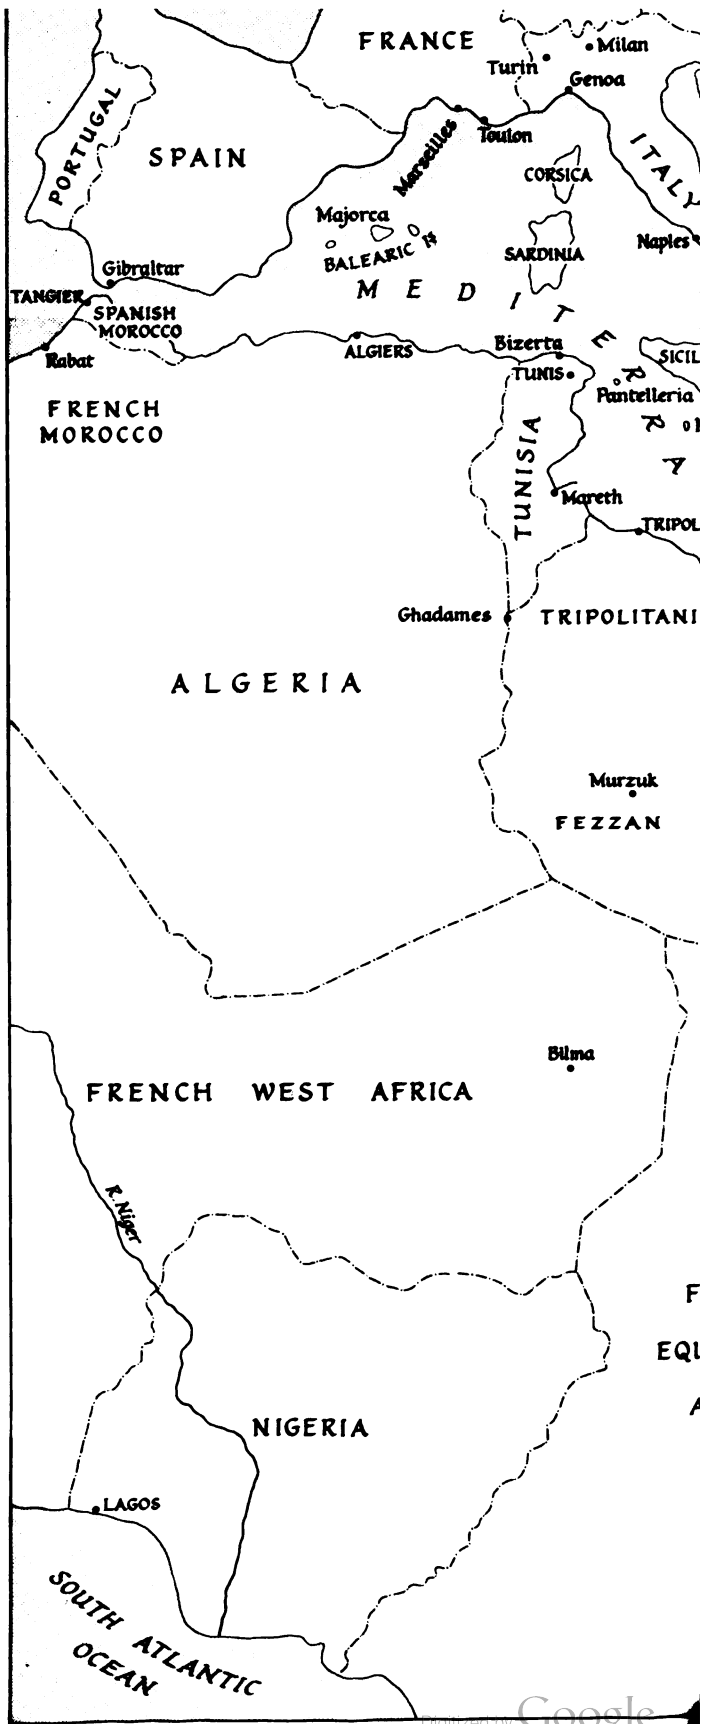 FRANCE
Milan
Turin
Genoa
PORTUGAL
SPAIN
Marseilles
Toulon
ITALY
CORSICA
Majorca
BALEARIC Is
SARDINIA
Naples
Gibraltar
MEDITERRA
TANGIER
SPANISH
MOROCCO
Rabat
ALGIERS
Bizerta
TUNIS
SICIL
Pantelleria
FRENCH
MOROCCO
TUNISIA
Mareth
TRIPOL
Ghadames
TRIPOLITANI
ALGERIA
Murzuk
FEZZAN
Bilma
FRENCH WEST AFRICA
R. Niger
F
EQU
A
NIGERIA
LAGOS
SOUTH ATLANTIC
OCEAN
Digitized by Google